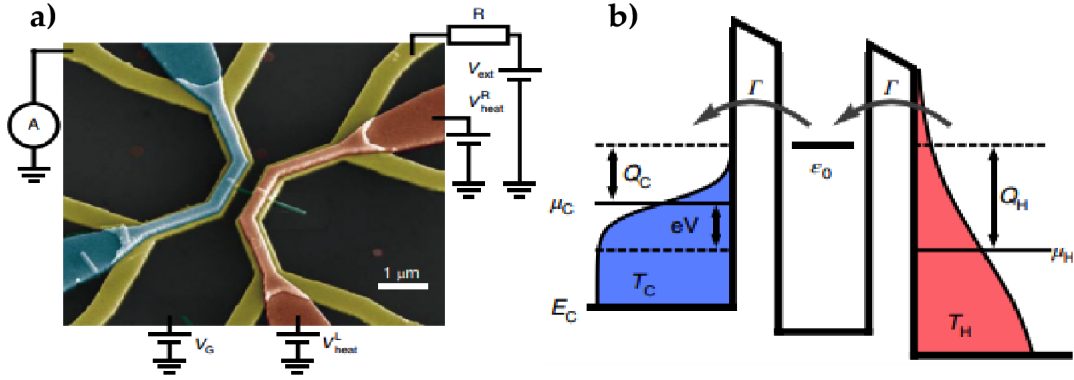 a)
R
V_ext
V^R_heat
A
1 μm
V_G
V^L_heat
b)
Γ
Γ
Q_C
ε_0
Q_H
μ_C
eV
μ_H
T_C
E_C
T_H